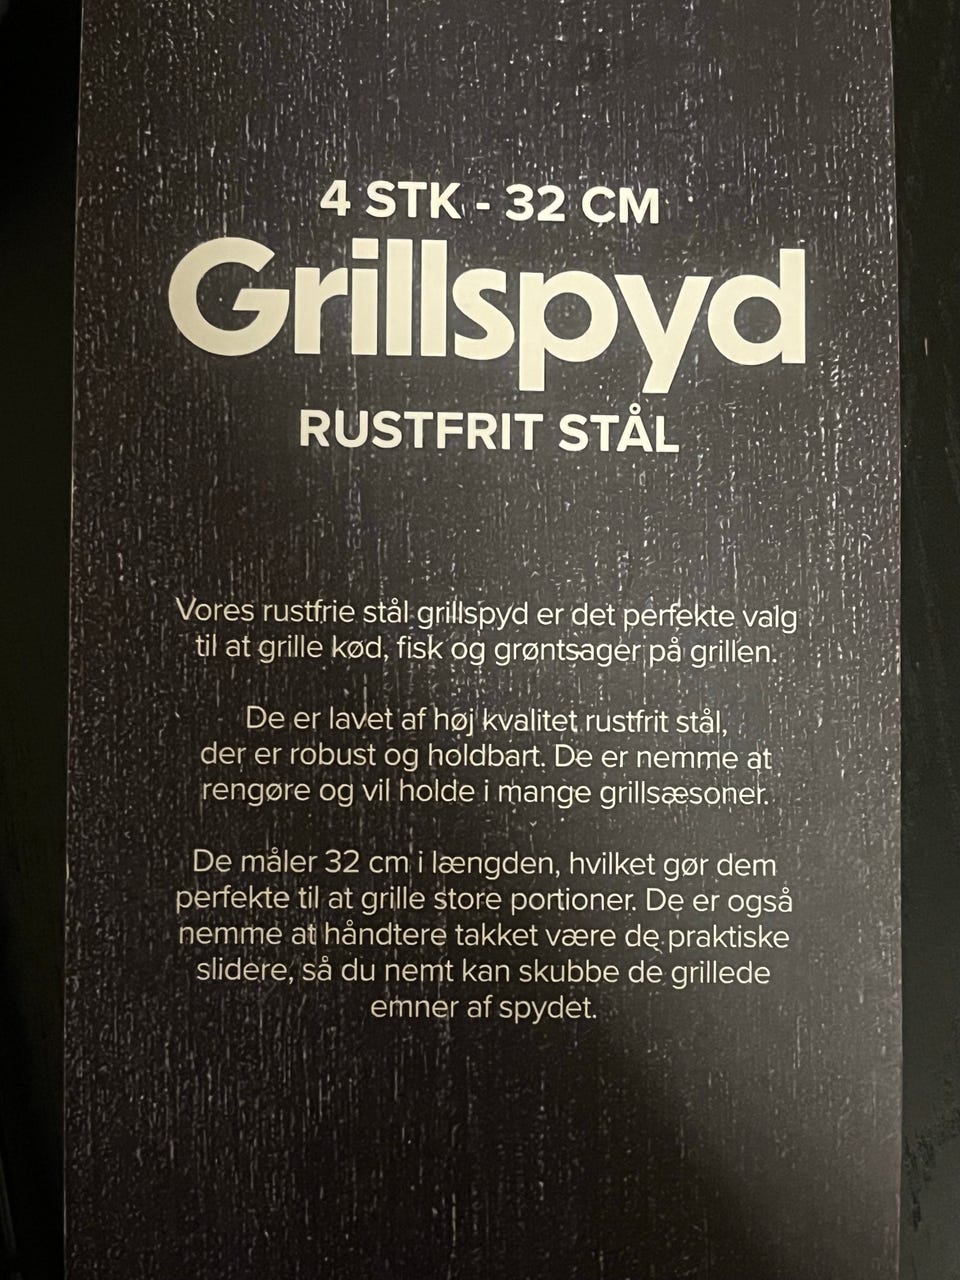 4 STK - 32 CM
Grillspyd
RUSTFRIT STÅL
Vores rustfrie stål grillspyd er det perfekte valg
til at grille kød, fisk og grøntsager på grillen.
De er lavet af høj kvalitet rustfrit stål,
der er robust og holdbart. De er nemme at
rengøre og vil holde i mange grillsæsoner.
De måler 32 cm i længden, hvilket gør dem
perfekte til at grille store portioner. De er også
nemme at håndtere takket være de praktiske
slidere, så du nemt kan skubbe de grillede
emner af spydet.